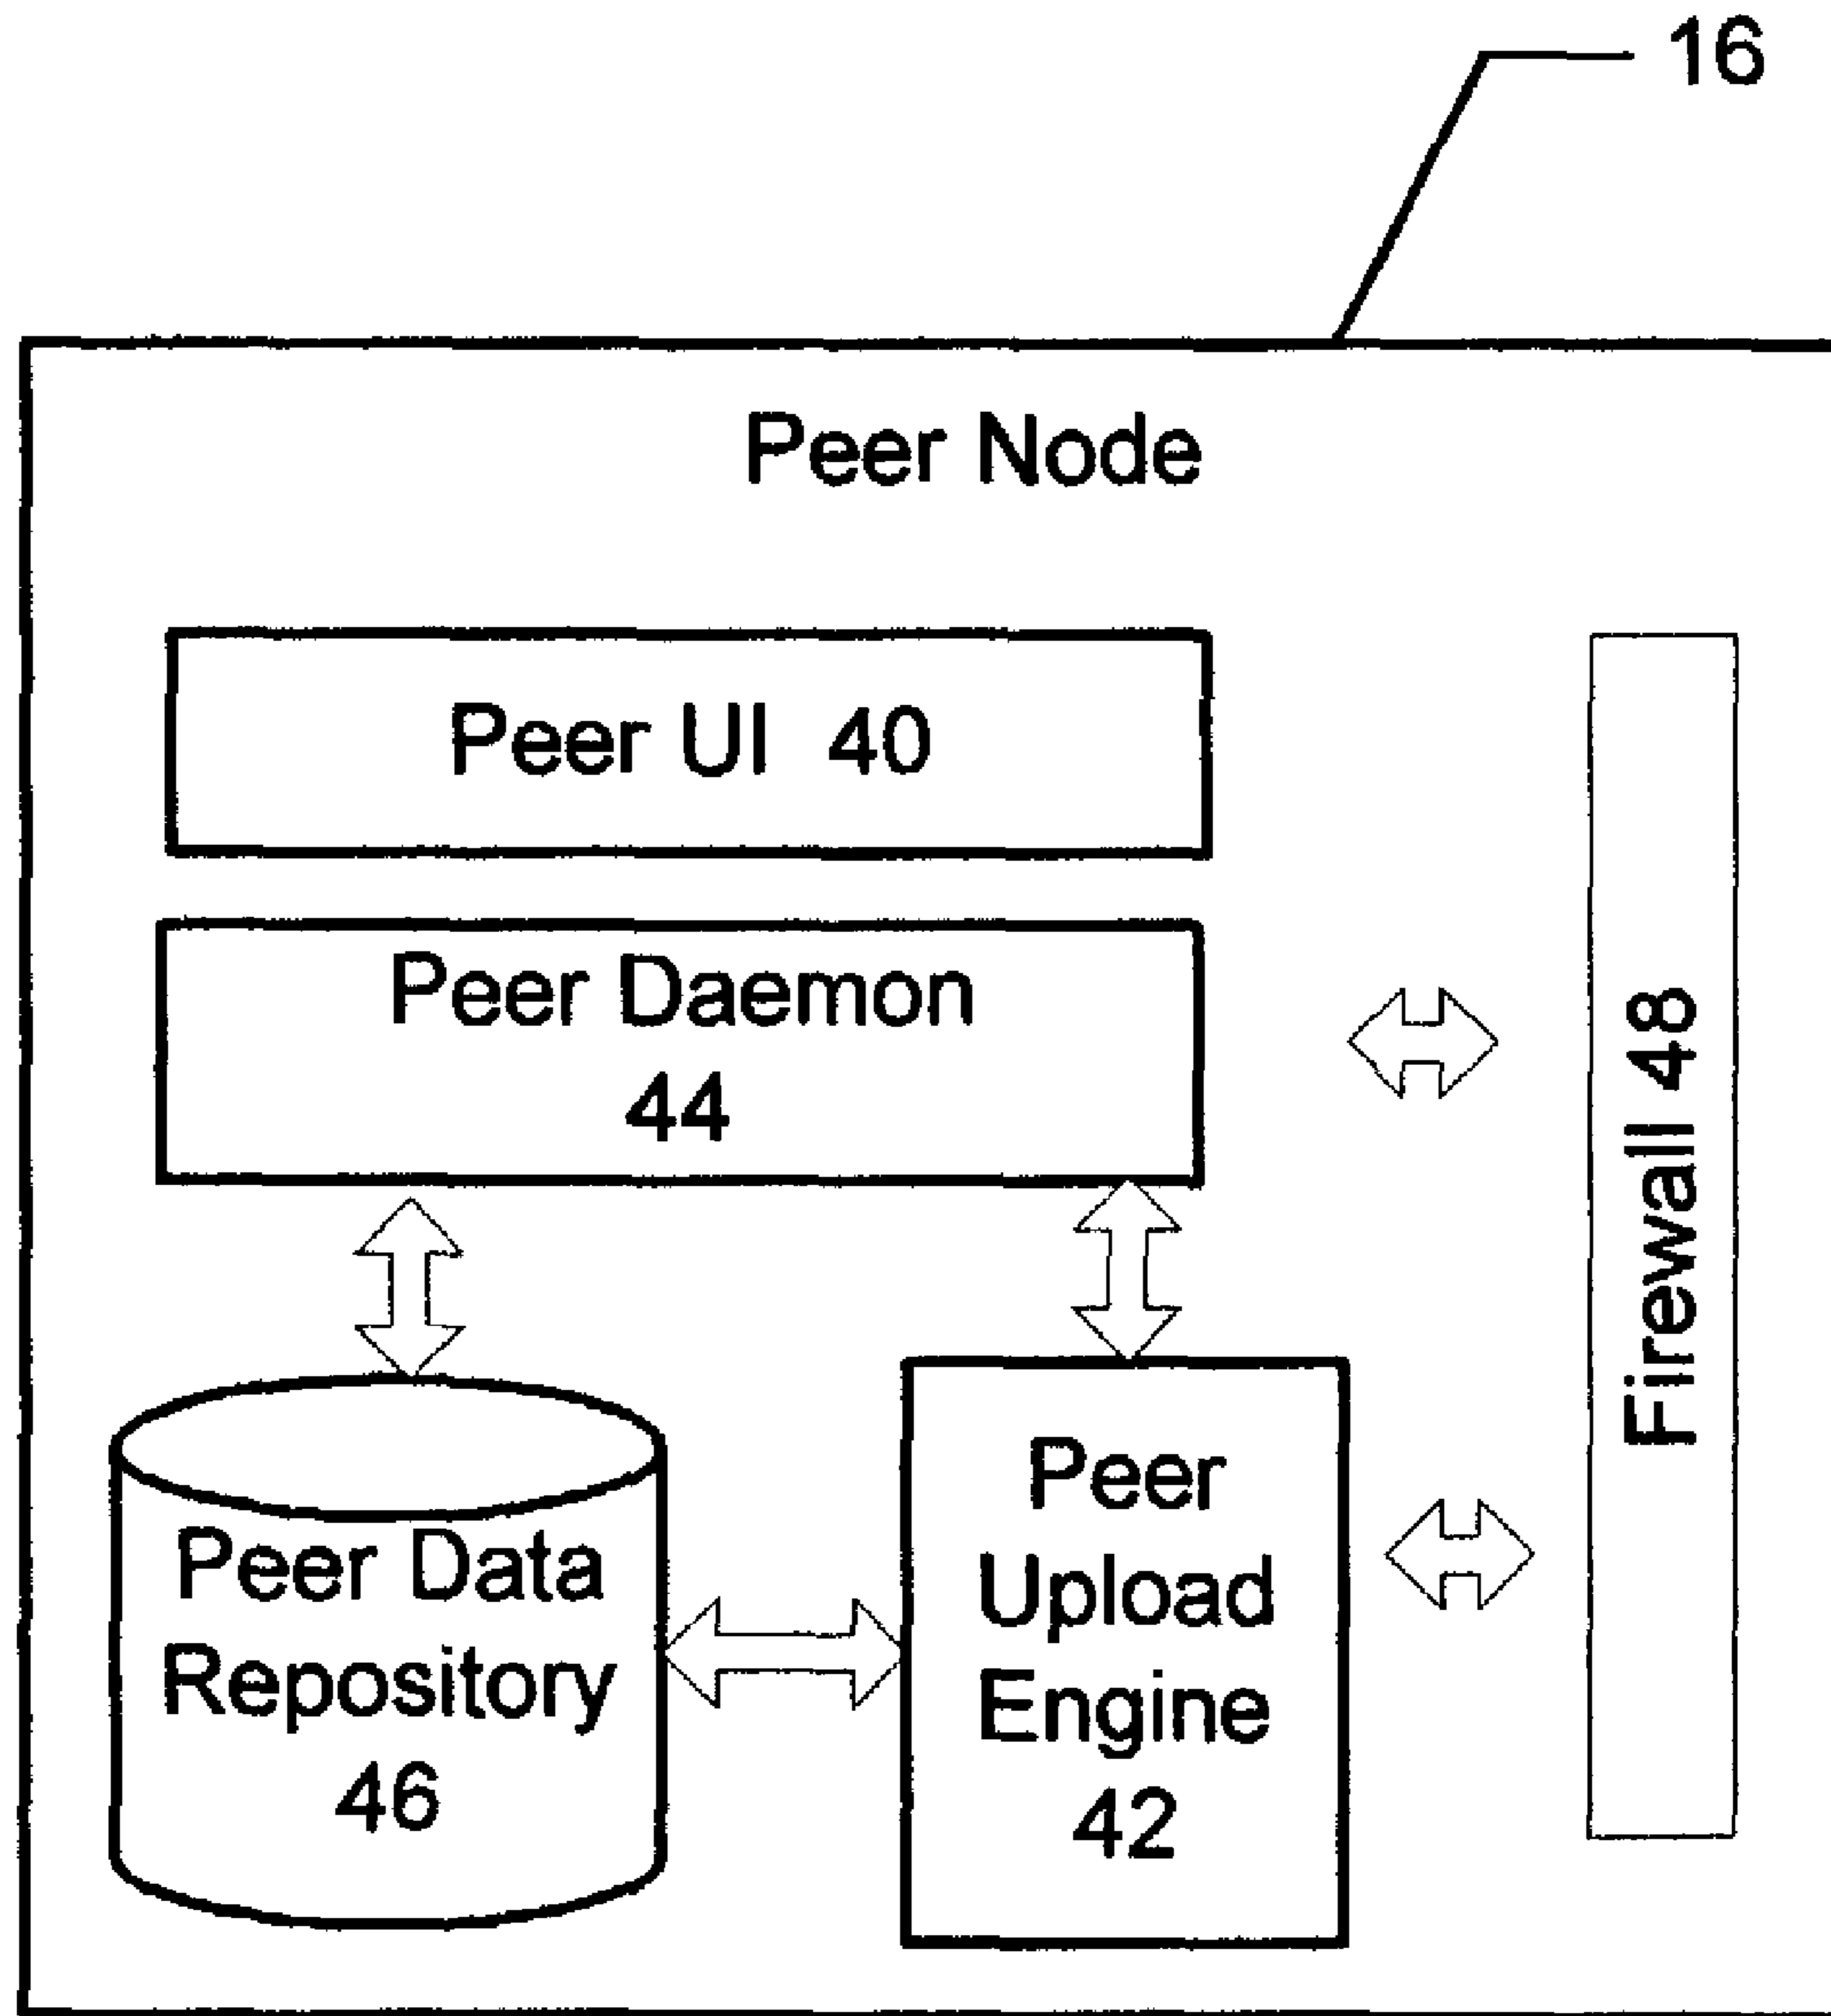 16
Peer Node
Peer UI 40
Peer Daemon
44
Firewall 48
Peer Data
Repository
46
Peer
Upload
Engine
42